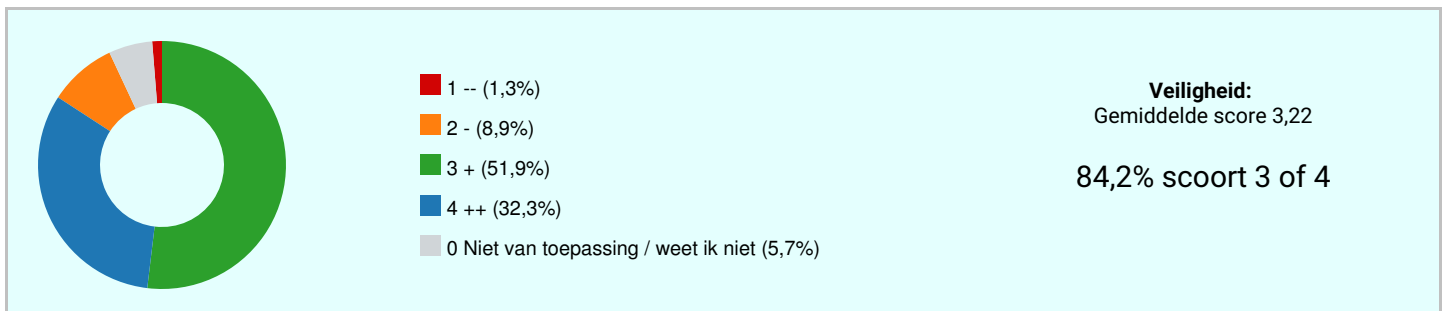 1 -- (1,3%)
2 - (8,9%)
3 + (51,9%)
4 ++ (32,3%)
0 Niet van toepassing / weet ik niet (5,7%)
Veiligheid:
Gemiddelde score 3,22
84,2% scoort 3 of 4